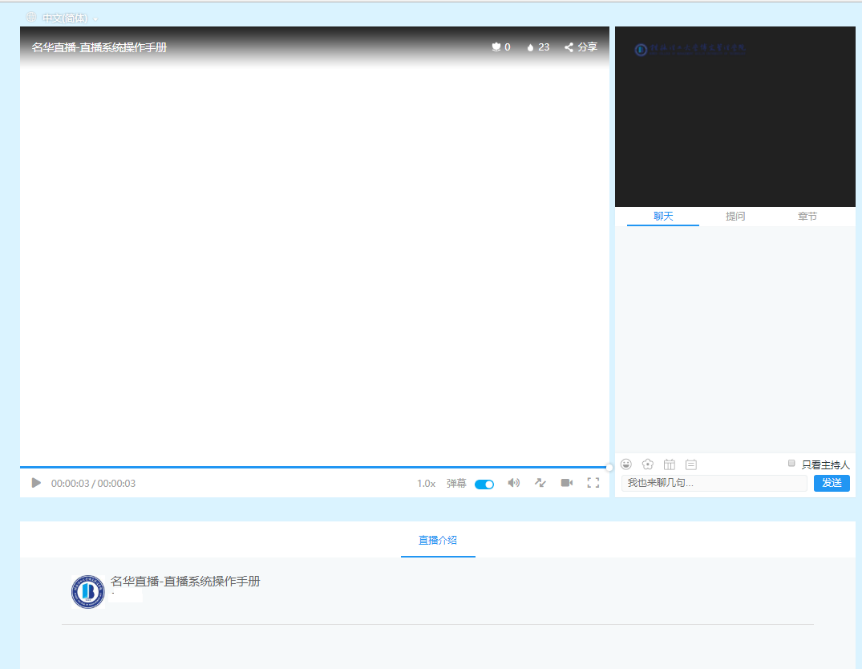 中文(简体)
名华直播-直播系统操作手册
0
23
分享
聊天
提问
章节
只看主持人
我也来聊几句...
发送
00:00:03 / 00:00:03
1.0x
弹幕
直播介绍
名华直播-直播系统操作手册